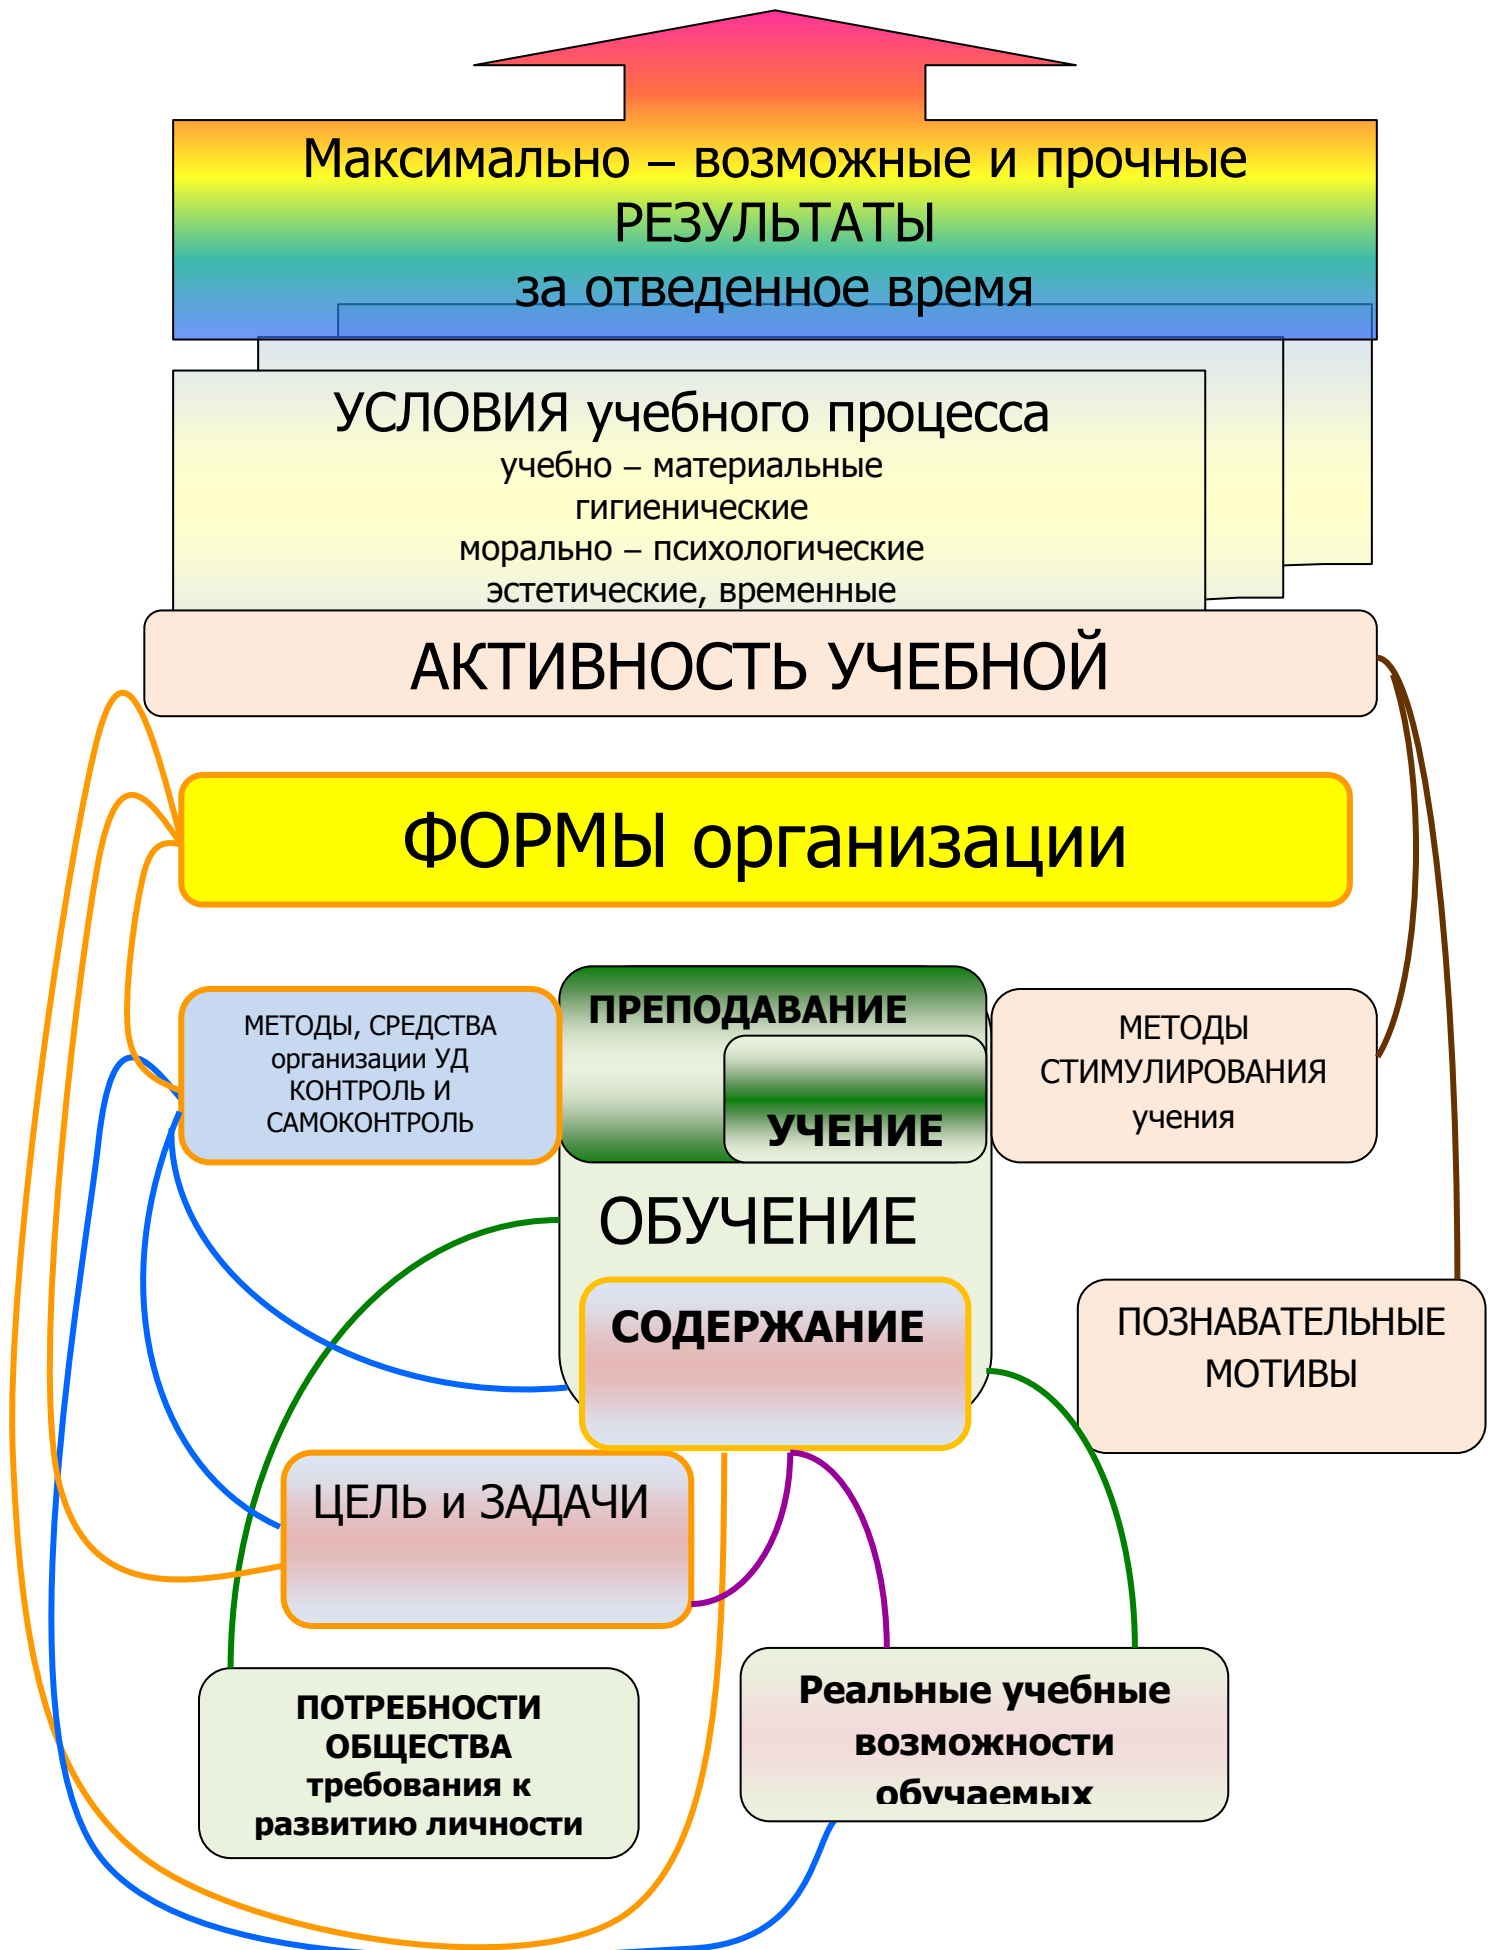 Максимально – возможные и прочные
РЕЗУЛЬТАТЫ
за отведенное время
УСЛОВИЯ учебного процесса
учебно – материальные
гигиенические
морально – психологические
эстетические, временные
АКТИВНОСТЬ УЧЕБНОЙ
ФОРМЫ организации
МЕТОДЫ, СРЕДСТВА
организации УД
КОНТРОЛЬ И
САМОКОНТРОЛЬ
ПРЕПОДАВАНИЕ
УЧЕНИЕ
МЕТОДЫ
СТИМУЛИРОВАНИЯ
учения
ОБУЧЕНИЕ
СОДЕРЖАНИЕ
ПОЗНАВАТЕЛЬНЫЕ
МОТИВЫ
ЦЕЛЬ и ЗАДАЧИ
ПОТРЕБНОСТИ
ОБЩЕСТВА
требования к
развитию личности
Реальные учебные
возможности
обучаемых